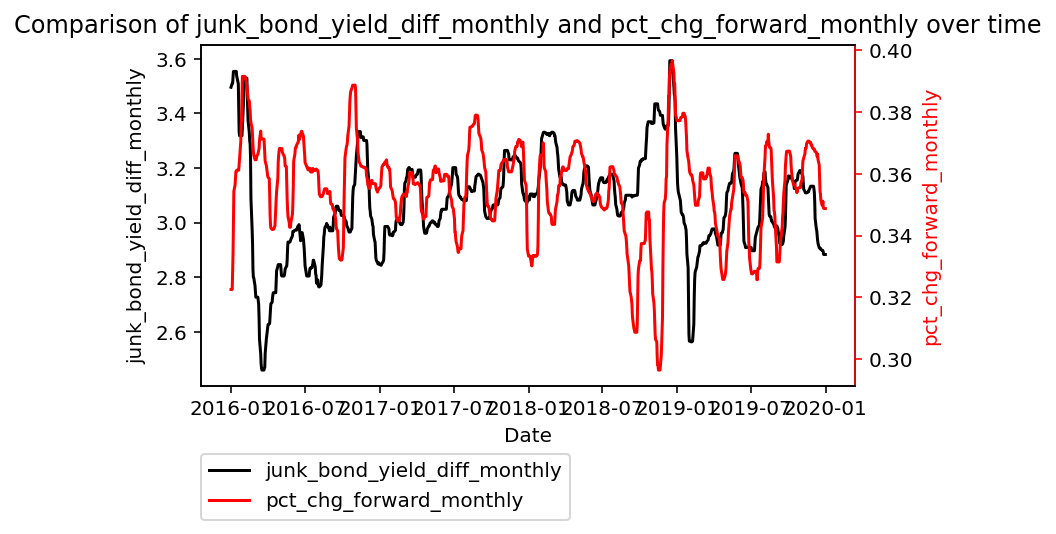 Comparison of junk_bond_yield_diff_monthly and pct_chg_forward_monthly over time
junk_bond_yield_diff_monthly
3.6
3.4
3.2
3.0
2.8
2.6
0.40
0.38
0.36
0.34
0.32
0.30
pct_chg_forward_monthly
2016-01 2016-07 2017-01 2017-07 2018-01 2018-07 2019-01 2019-07 2020-01
Date
junk_bond_yield_diff_monthly
pct_chg_forward_monthly